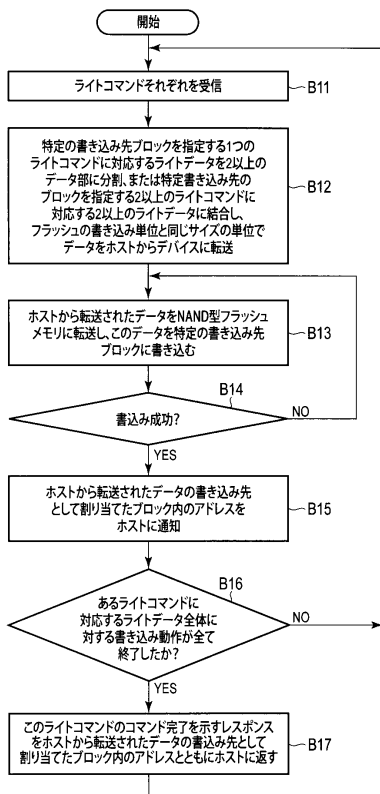 開始
ライトコマンドそれぞれを受信
B11
特定の書き込み先ブロックを指定する1つの
ライトコマンドに対応するライトデータを2以上の
データ部に分割、または特定書き込み先の
ブロックを指定する2以上のライトコマンドに
対応する2以上のライトデータに結合し、
フラッシュの書き込み単位と同じサイズの単位で
データをホストからデバイスに転送
B12
ホストから転送されたデータをNAND型フラッシュ
メモリに転送し、このデータを特定の書き込み先
ブロックに書き込む
B13
B14
書込み成功?
NO
YES
ホストから転送されたデータの書き込み先
として割り当てたブロック内のアドレスを
ホストに通知
B15
B16
あるライトコマンドに
対応するライトデータ全体に
対する書き込み動作が全て
終了したか?
NO
YES
このライトコマンドのコマンド完了を示すレスポンス
をホストから転送されたデータの書込み先として
割り当てたブロック内のアドレスとともにホストに返す
B17